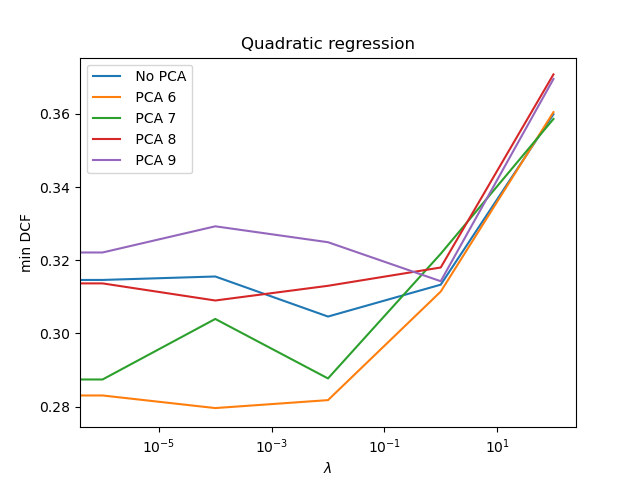 Quadratic regression
No PCA
PCA 6
PCA 7
PCA 8
PCA 9
min DCF
0.36
0.34
0.32
0.30
0.28
10⁻⁵
10⁻³
10⁻¹
10¹
λ